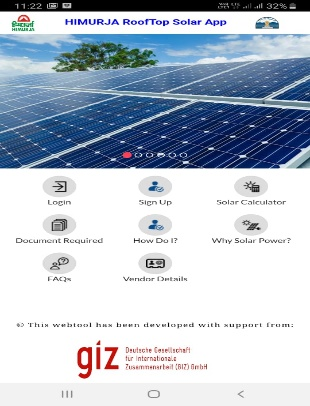 11:22
32%
HIMURJA RoofTop Solar App
HIMURJA
Login
Sign Up
Solar Calculator
Document Required
How Do I?
Why Solar Power?
FAQs
Vendor Details
© This webtool has been developed with support from:
giz
Deutsche Gesellschaft
für Internationale
Zusammenarbeit (GIZ) GmbH